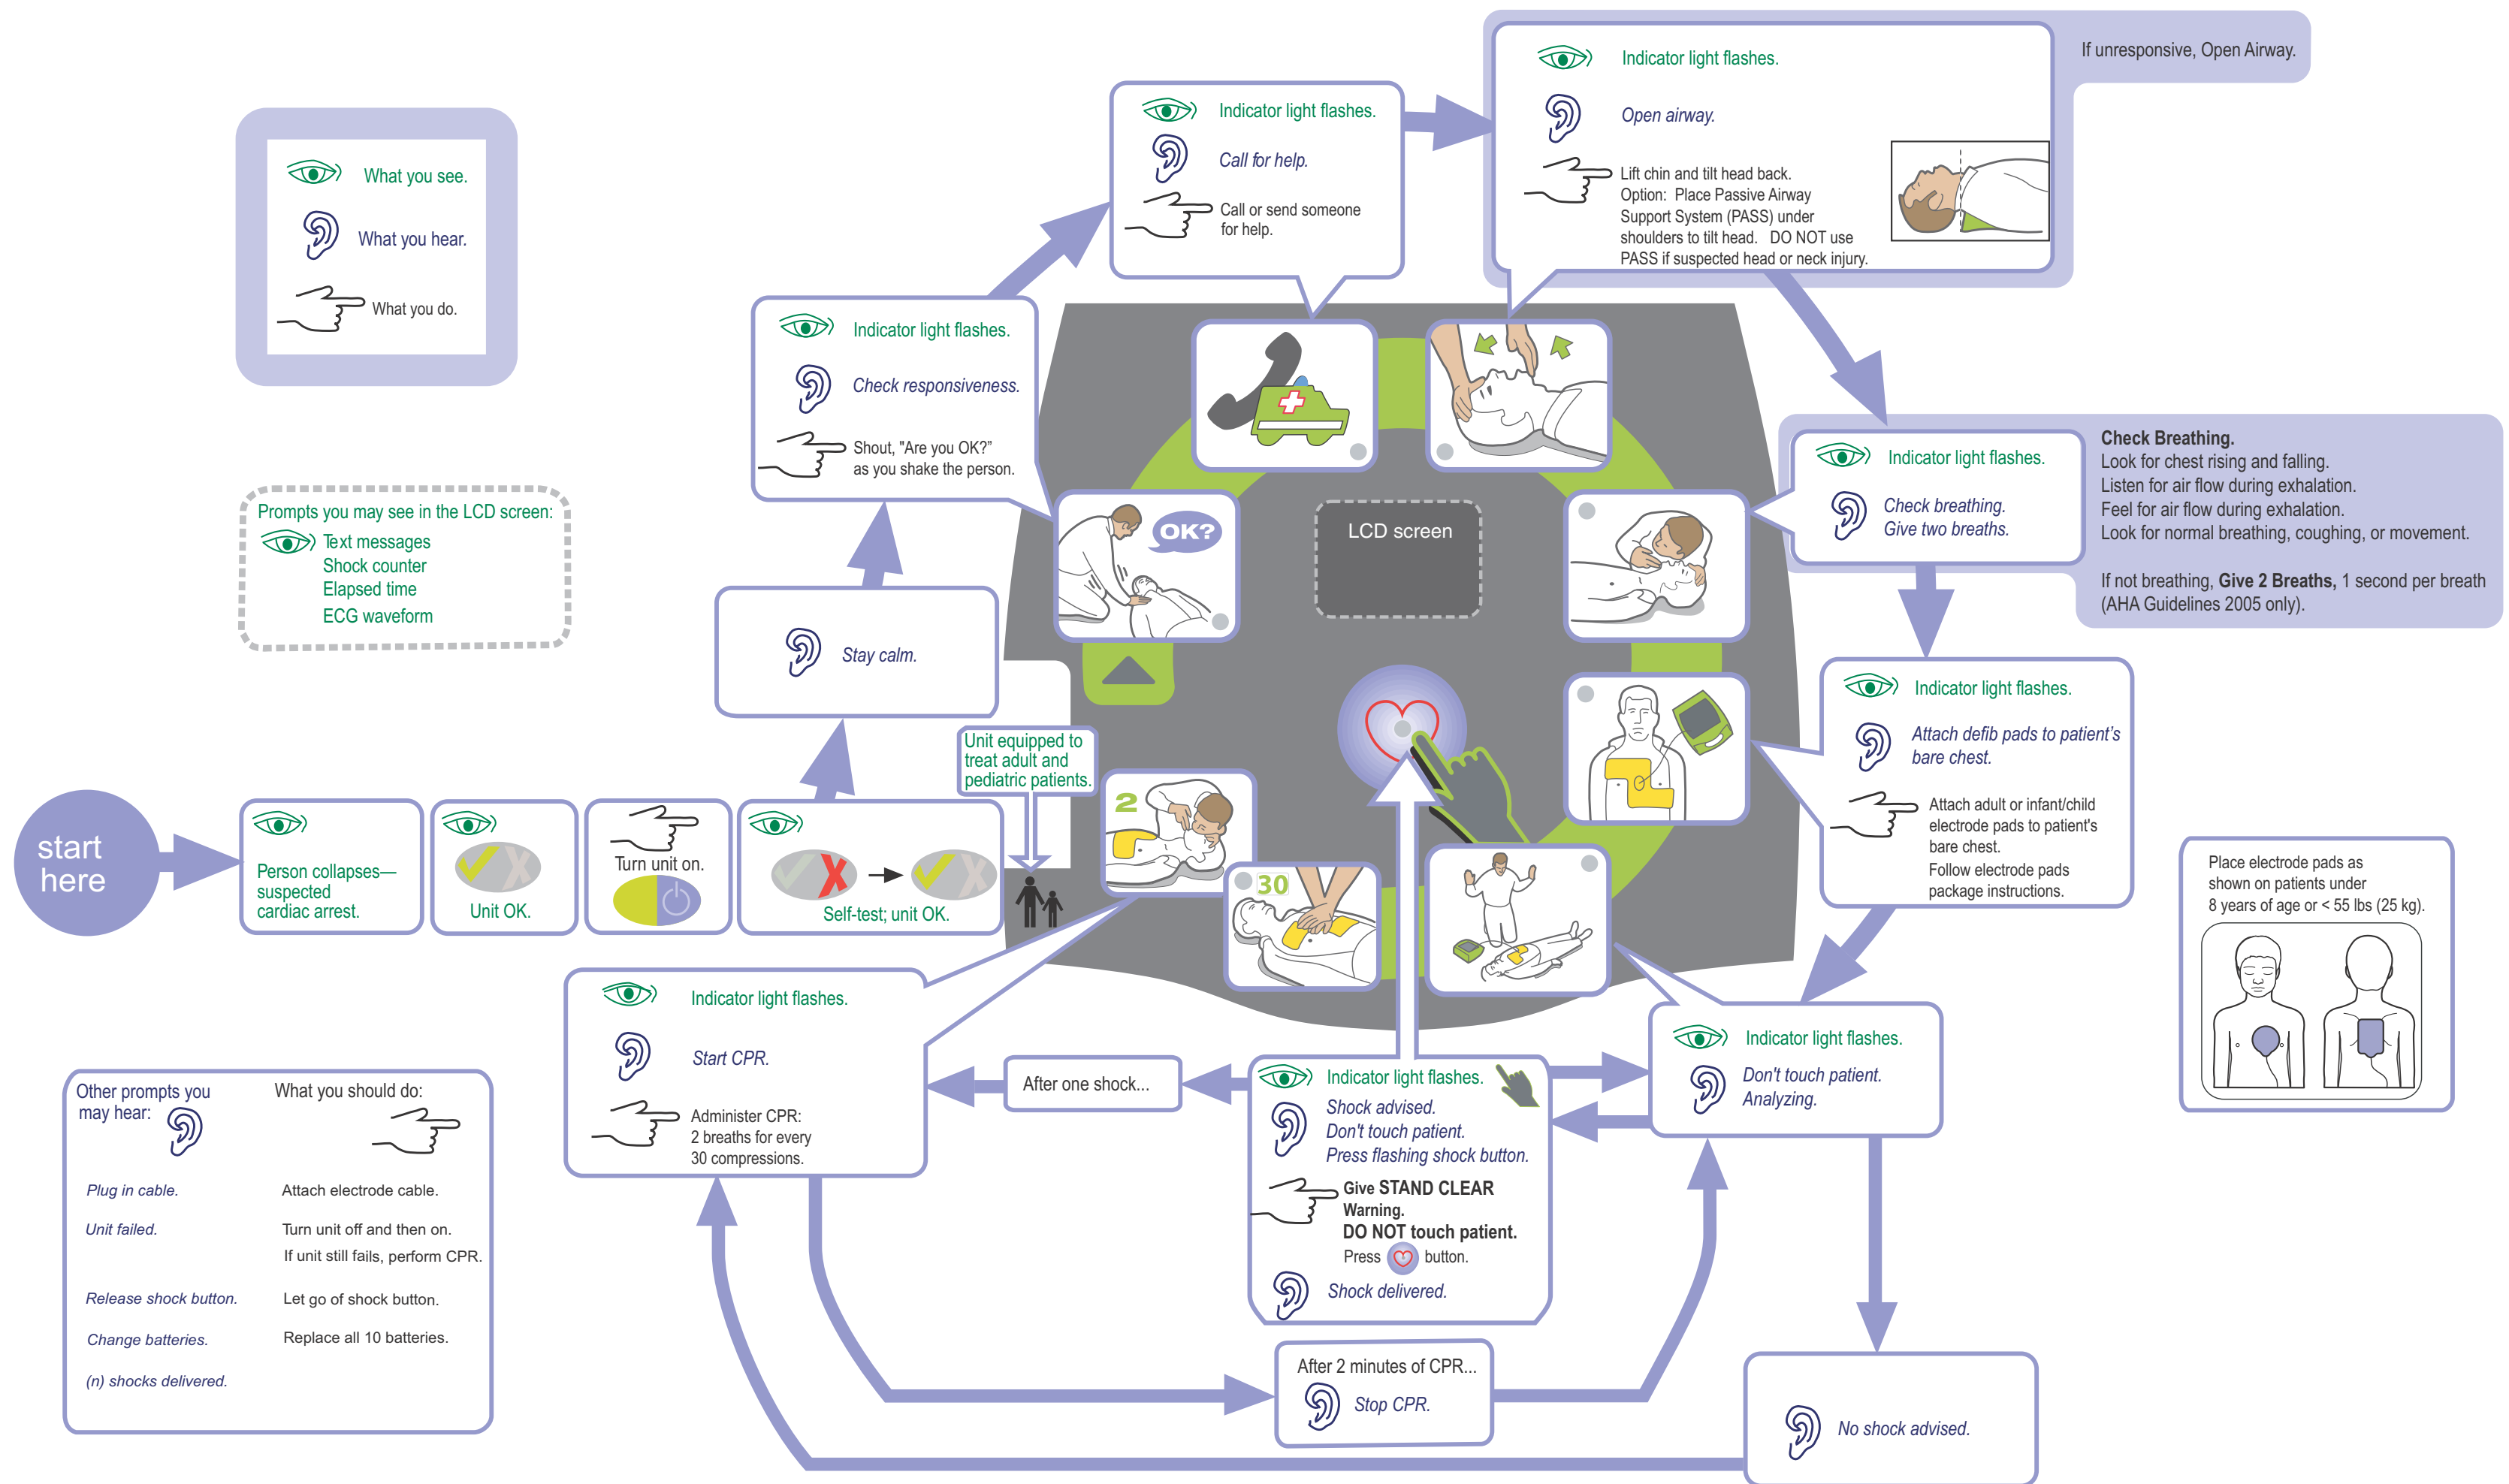 What you see.
What you hear.
What you do.
Prompts you may see in the LCD screen:
Text messages
Shock counter
Elapsed time
ECG waveform
start
here
Person collapses—
suspected
cardiac arrest.
Unit OK.
Turn unit on.
Self-test; unit OK.
Unit equipped to
treat adult and
pediatric patients.
Stay calm.
Indicator light flashes.
Check responsiveness.
Shout, "Are you OK?”
as you shake the person.
Indicator light flashes.
Call for help.
Call or send someone
for help.
Indicator light flashes.
Open airway.
Lift chin and tilt head back.
Option: Place Passive Airway
Support System (PASS) under
shoulders to tilt head. DO NOT use
PASS if suspected head or neck injury.
If unresponsive, Open Airway.
Indicator light flashes.
Check breathing.
Give two breaths.
Check Breathing.
Look for chest rising and falling.
Listen for air flow during exhalation.
Feel for air flow during exhalation.
Look for normal breathing, coughing, or movement.
If not breathing, Give 2 Breaths, 1 second per breath
(AHA Guidelines 2005 only).
OK?
LCD screen
2
30
Indicator light flashes.
Attach defib pads to patient’s
bare chest.
Attach adult or infant/child
electrode pads to patient's
bare chest.
Follow electrode pads
package instructions.
Place electrode pads as
shown on patients under
8 years of age or < 55 lbs (25 kg).
Indicator light flashes.
Don't touch patient.
Analyzing.
Indicator light flashes.
Shock advised.
Don't touch patient.
Press flashing shock button.
Give STAND CLEAR
Warning.
DO NOT touch patient.
Press button.
Shock delivered.
After one shock...
Indicator light flashes.
Start CPR.
Administer CPR:
2 breaths for every
30 compressions.
After 2 minutes of CPR...
Stop CPR.
No shock advised.
Other prompts you
may hear:
What you should do:
Plug in cable.
Attach electrode cable.
Unit failed.
Turn unit off and then on.
If unit still fails, perform CPR.
Release shock button.
Let go of shock button.
Change batteries.
Replace all 10 batteries.
(n) shocks delivered.